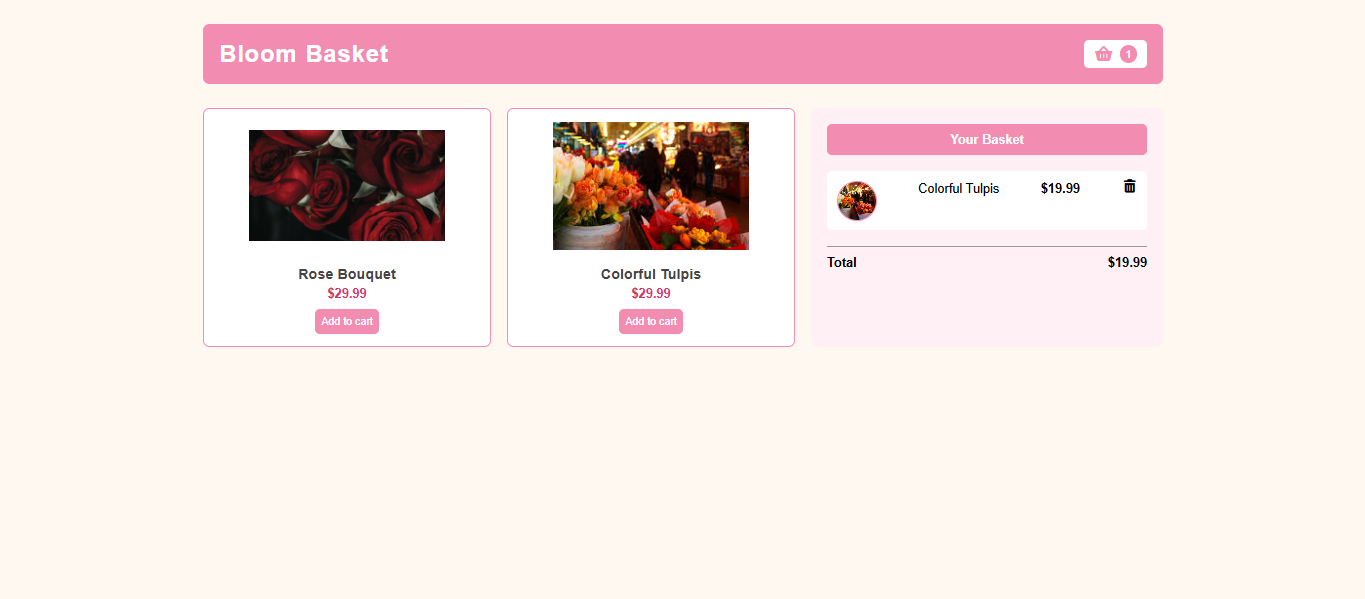 Bloom Basket
1
Rose Bouquet
$29.99
Add to cart
Colorful Tulpis
$29.99
Add to cart
Your Basket
Colorful Tulpis $19.99
Total $19.99